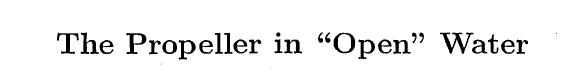 The Propeller in “Open” Water